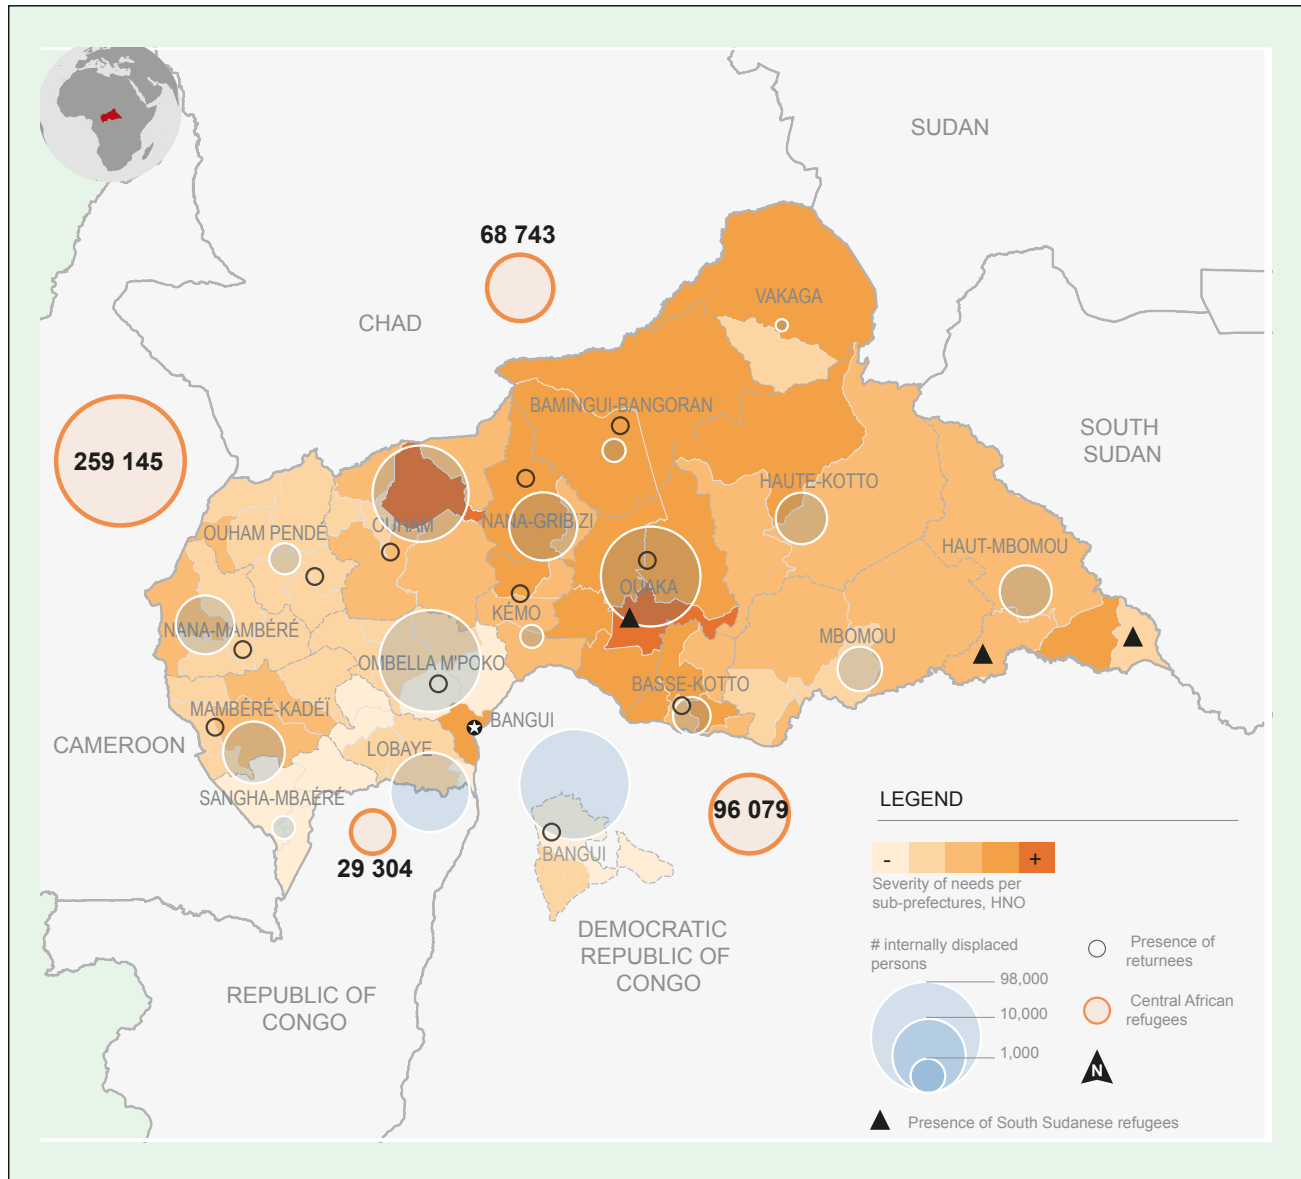 SUDAN
68 743
VAKAGA
CHAD
BAMINGUI-BANGORAN
SOUTH
SUDAN
259 145
HAUTE-KOTTO
OUHAM PENDÉ
OUHAM
NANA-GRIBIZI
HAUT-MBOMOU
OUAKA
KÉMO
NANA-MAMBÉRÉ
MBOMOU
OMBELLA M'POKO
BASSE-KOTTO
MAMBÉRÉ-KADÉÏ
BANGUI
CAMEROON
LOBAYE
SANGHA-MBAÉRÉ
96 079
29 304
BANGUI
DEMOCRATIC
REPUBLIC OF
CONGO
REPUBLIC OF
CONGO
LEGEND
- +
Severity of needs per
sub-prefectures, HNO
# internally displaced
persons
98,000
10,000
1,000
Presence of
returnees
Central African
refugees
N
Presence of South Sudanese refugees